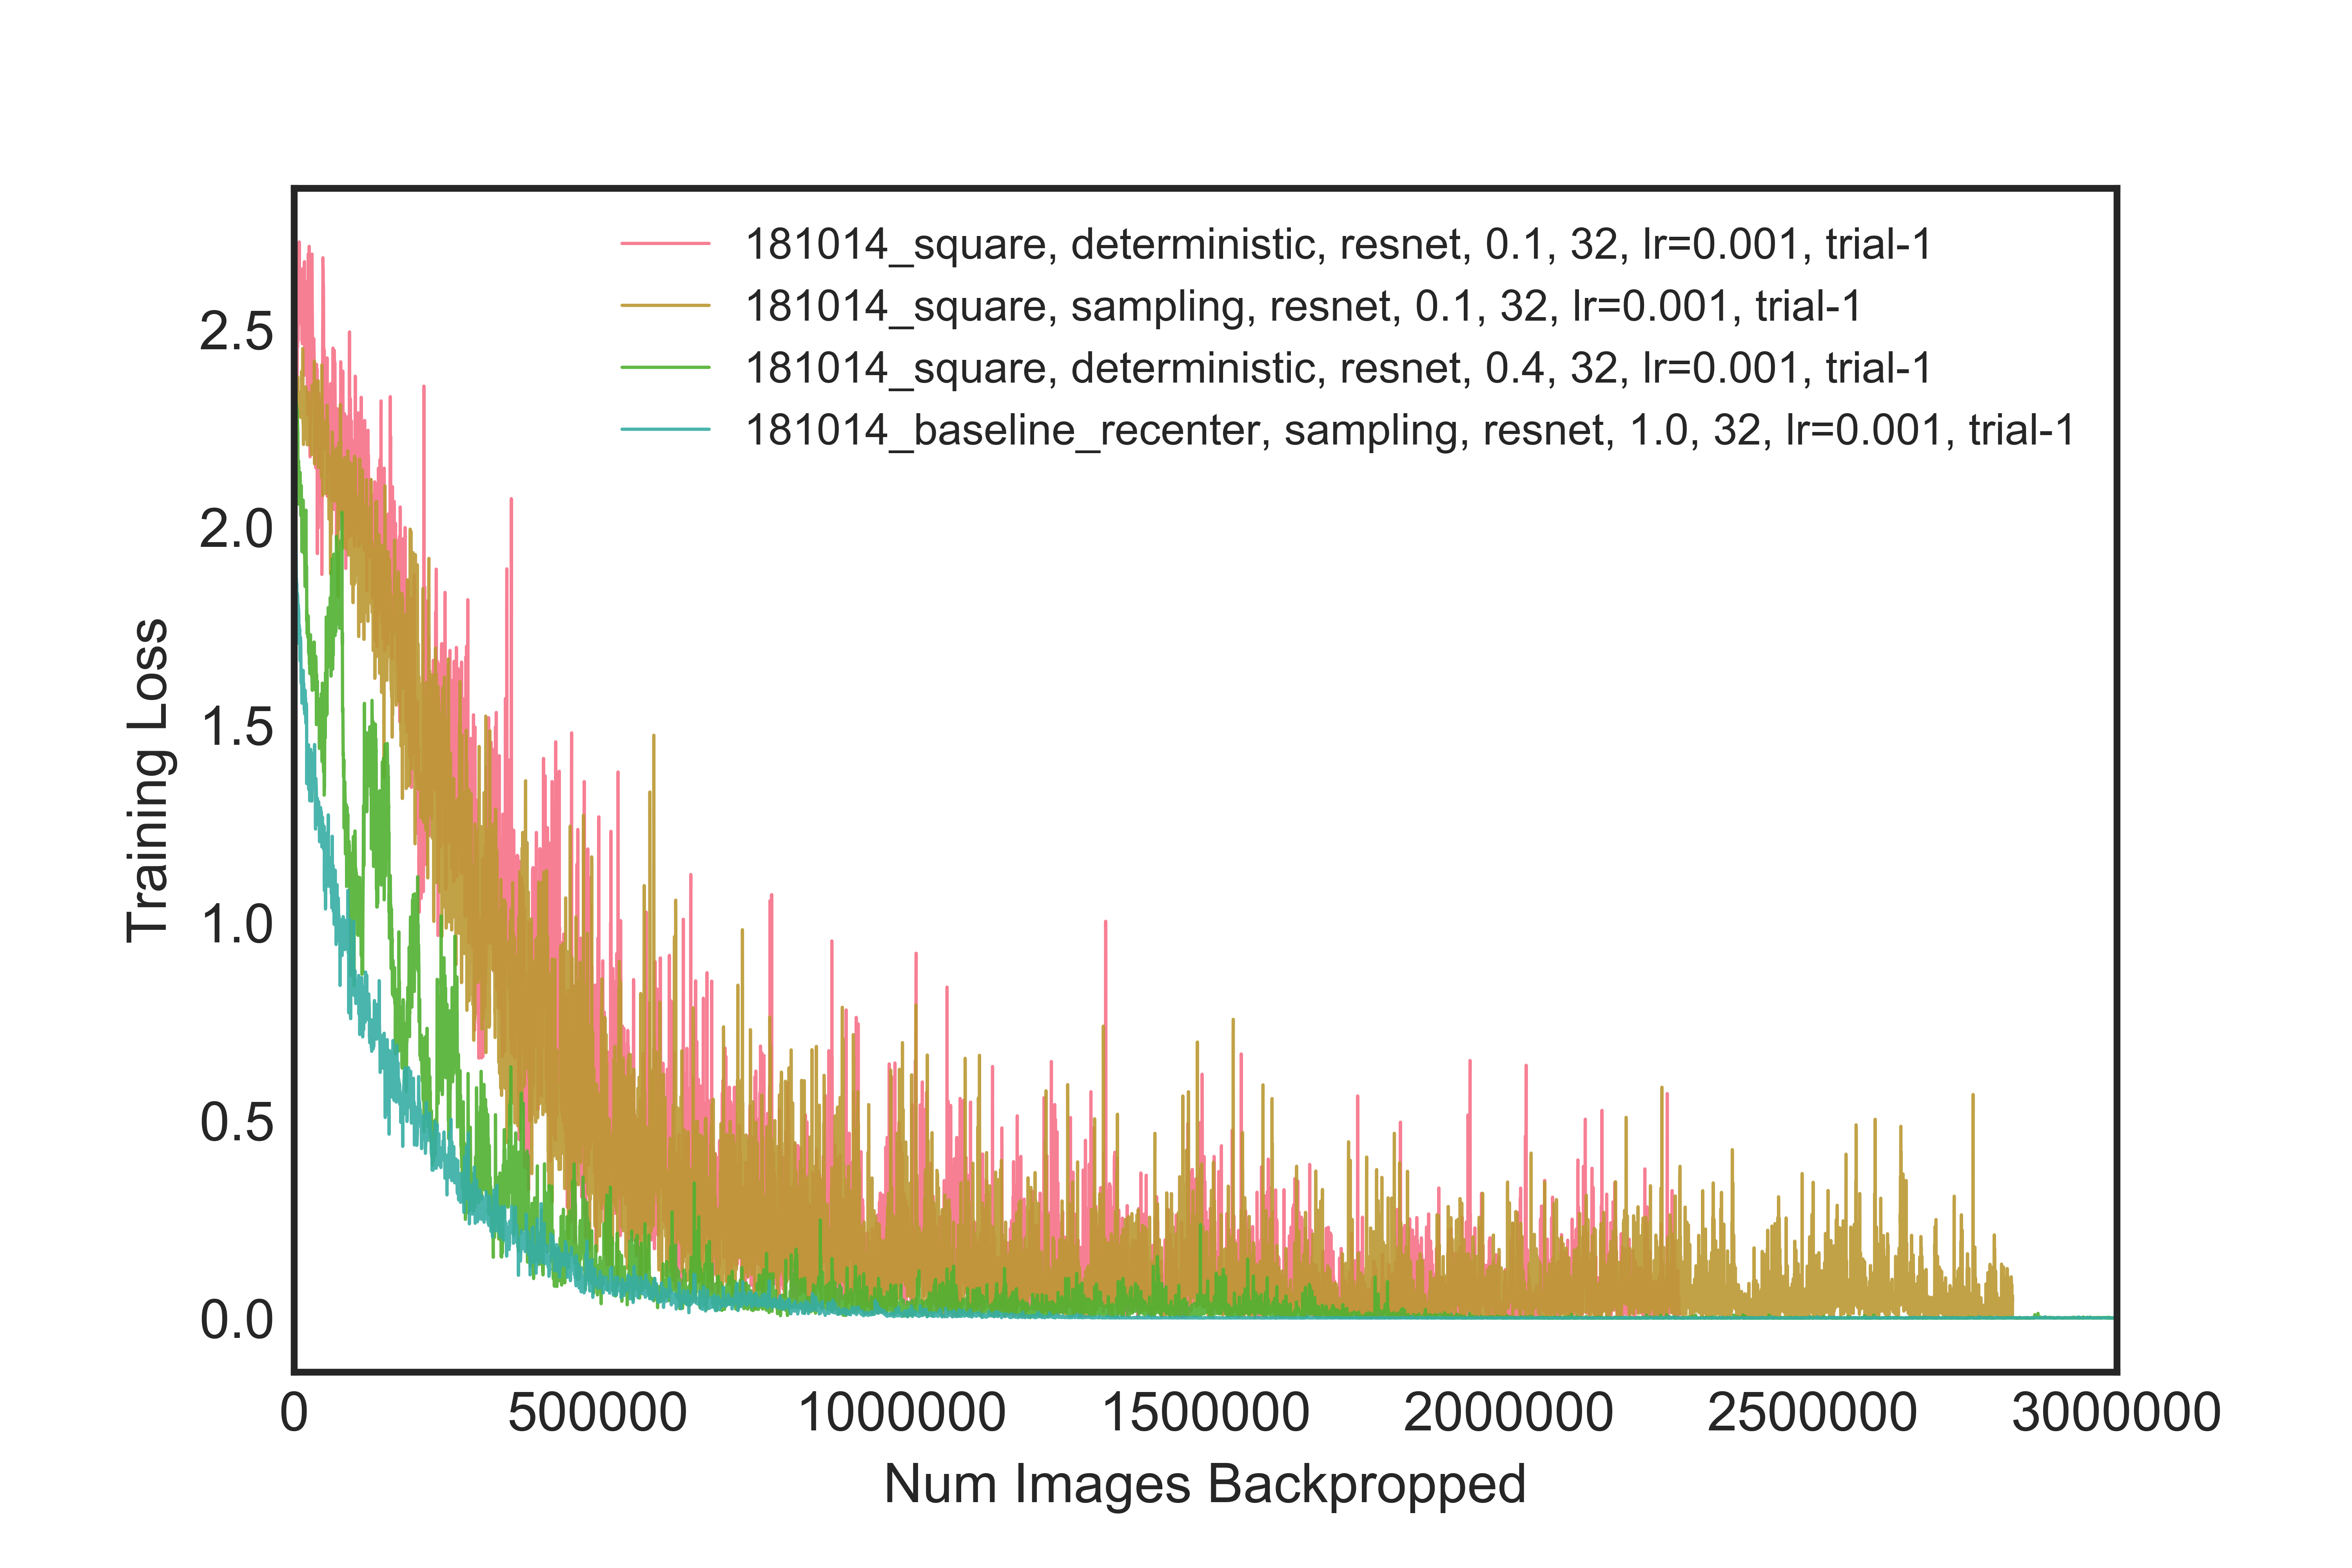 181014_square, deterministic, resnet, 0.1, 32, lr=0.001, trial-1
181014_square, sampling, resnet, 0.1, 32, lr=0.001, trial-1
181014_square, deterministic, resnet, 0.4, 32, lr=0.001, trial-1
181014_baseline_recenter, sampling, resnet, 1.0, 32, lr=0.001, trial-1
2.5
2.0
1.5
1.0
0.5
0.0
Training Loss
0 500000 1000000 1500000 2000000 2500000 3000000
Num Images Backpropped